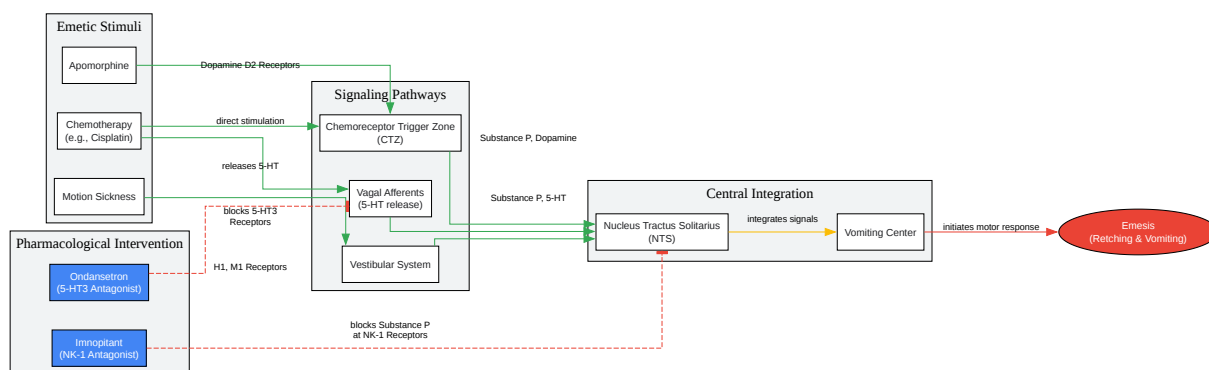 Emetic Stimuli
Apomorphine
Chemotherapy
(e.g., Cisplatin)
Motion Sickness
Pharmacological Intervention
Ondansetron
(5-HT3 Antagonist)
Imnopitant
(NK-1 Antagonist)
Dopamine D2 Receptors
direct stimulation
releases 5-HT
blocks 5-HT3
Receptors
H1, M1 Receptors
Signaling Pathways
Chemoreceptor Trigger Zone
(CTZ)
Vagal Afferents
(5-HT release)
Vestibular System
blocks Substance P
at NK-1 Receptors
Substance P, Dopamine
Substance P, 5-HT
Central Integration
Nucleus Tractus Solitarius
(NTS)
integrates signals
Vomiting Center
initiates motor response
Emesis
(Retching & Vomiting)